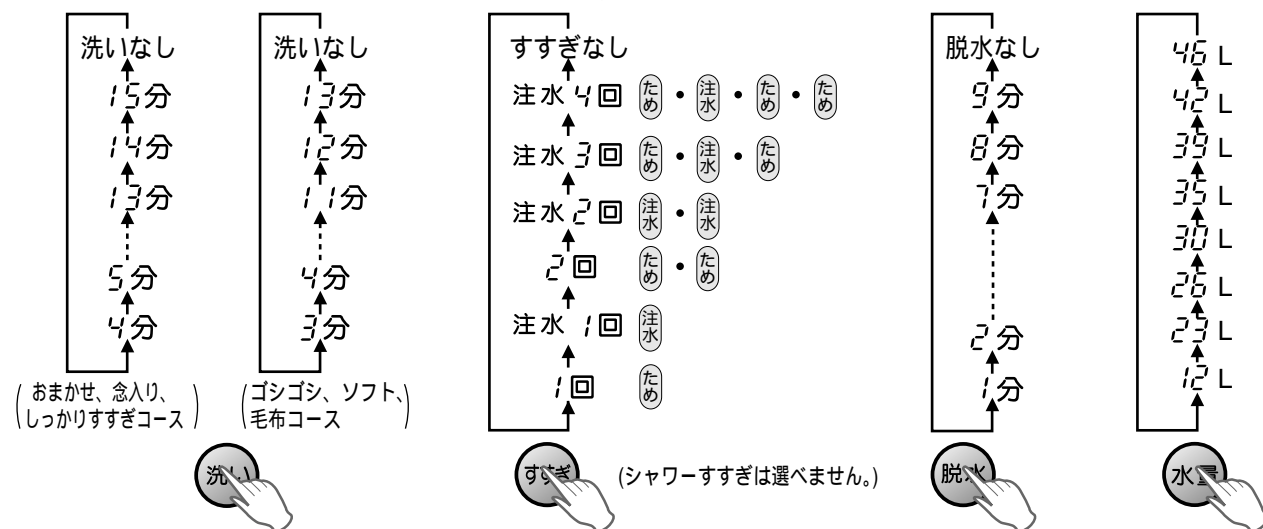 洗いなし
15分
14分
13分
5分
4分
(おまかせ、念入り、
しっかりすすぎコース)
洗いなし
13分
12分
11分
4分
3分
(ゴシゴシ、ソフト、
毛布コース)
洗い
すすぎなし
注水4回 ため・注水・ため・ため
注水3回 ため・注水・ため
注水2回 注水・注水
2回 ため・ため
注水1回 注水
1回 ため
すすぎ
(シャワーすすぎは選べません。)
脱水なし
9分
8分
7分
2分
1分
脱水
46 L
42 L
39 L
35 L
30 L
26 L
23 L
12 L
水量